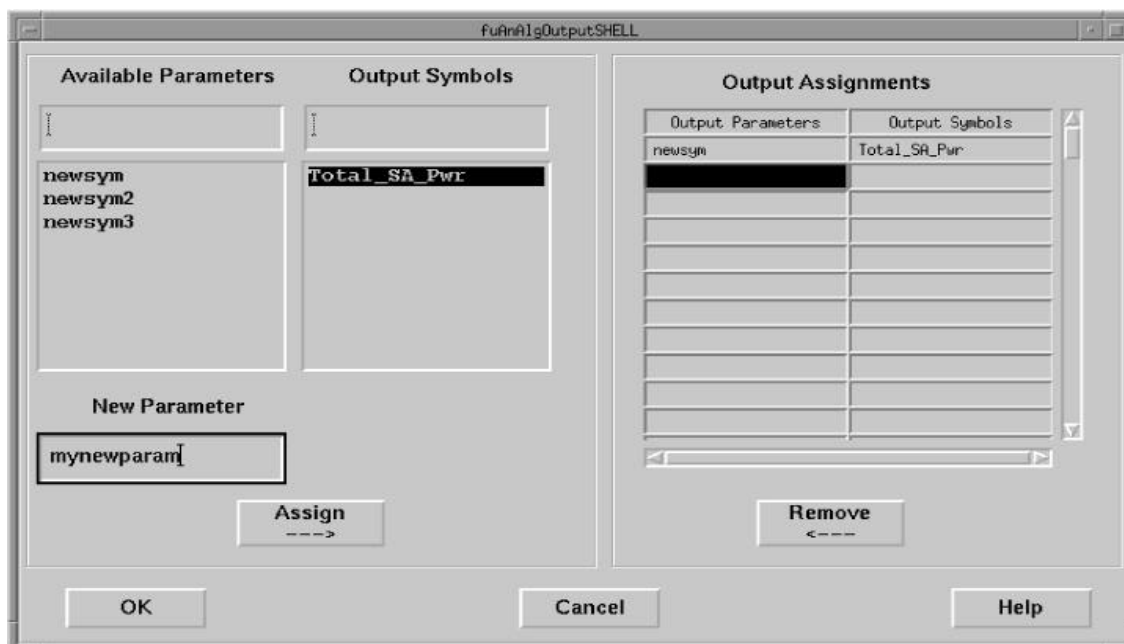 fuAnAlgOutputSHELL
Available Parameters
Output Symbols
newsym
newsym2
newsym3
Total_SA_Pwr
New Parameter
mynewparam
Assign
--->
Output Assignments
Output Parameters Output Symbols
newsym Total_SA_Pwr
Remove
<---
OK
Cancel
Help